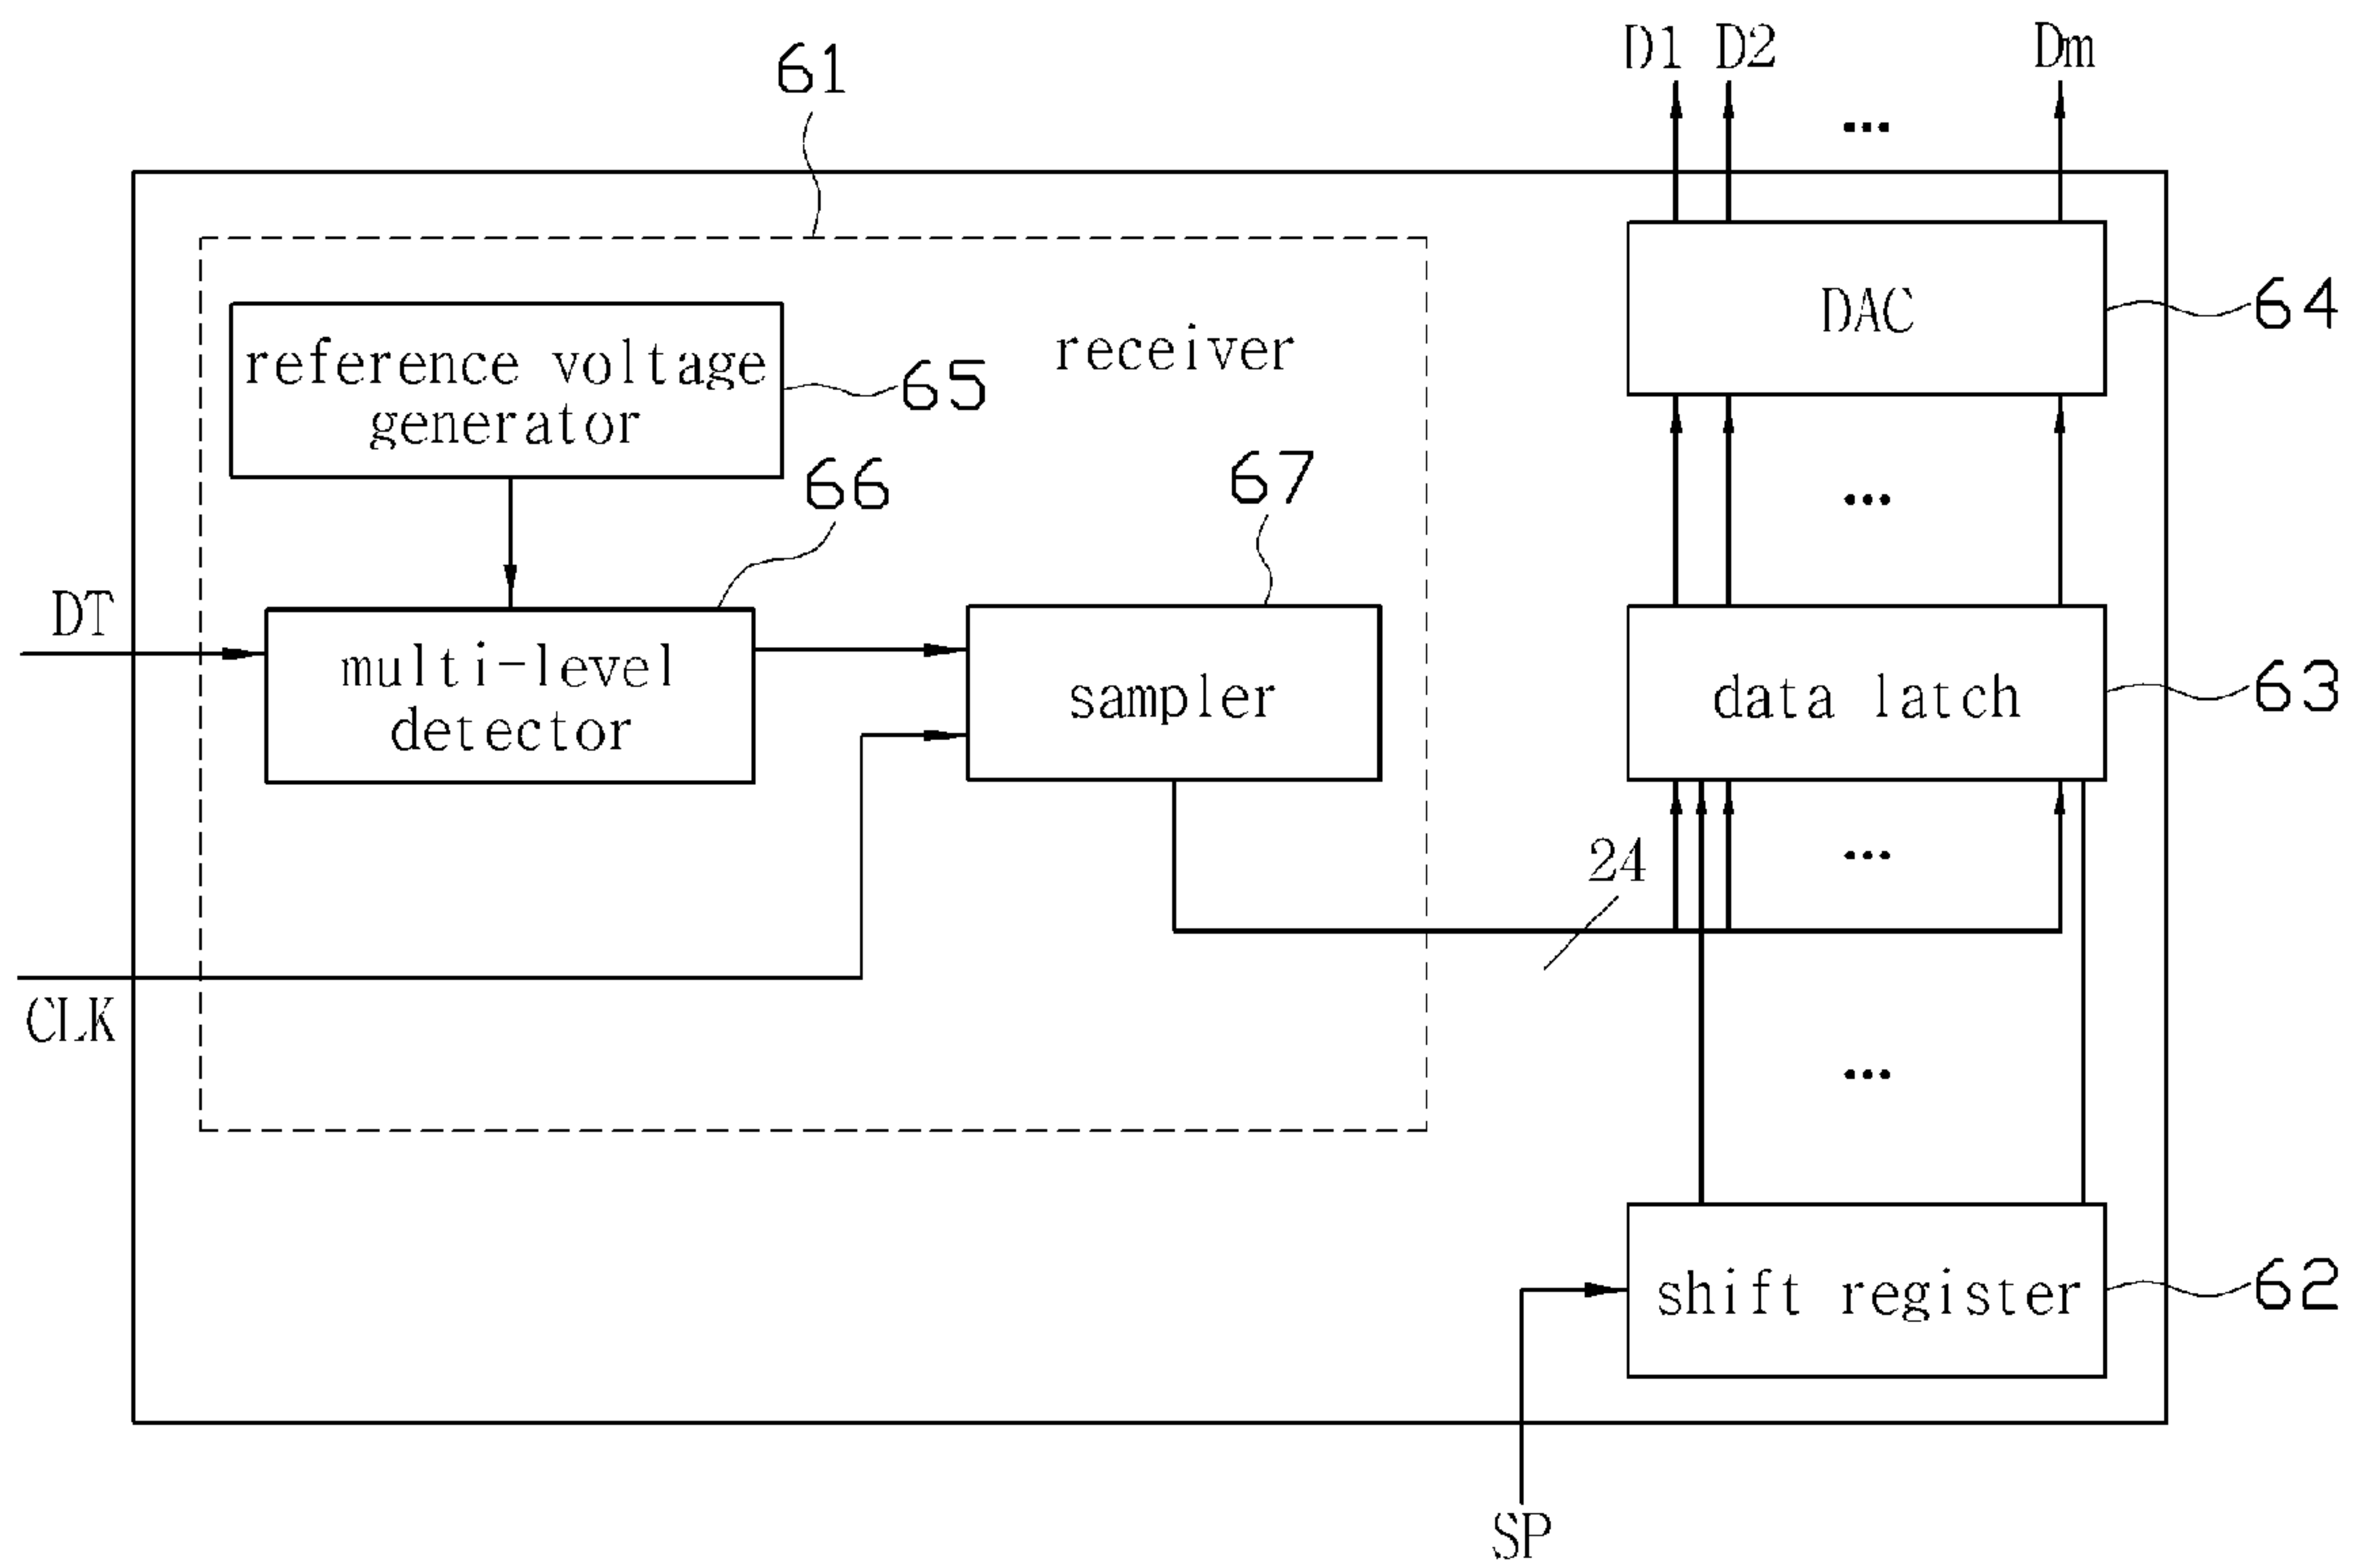 D1 D2 ... Dm
61
DAC
64
reference voltage
generator
65
receiver
66
67
...
DT
multi-level
detector
sampler
data latch
63
...
24
CLK
...
shift register
62
SP